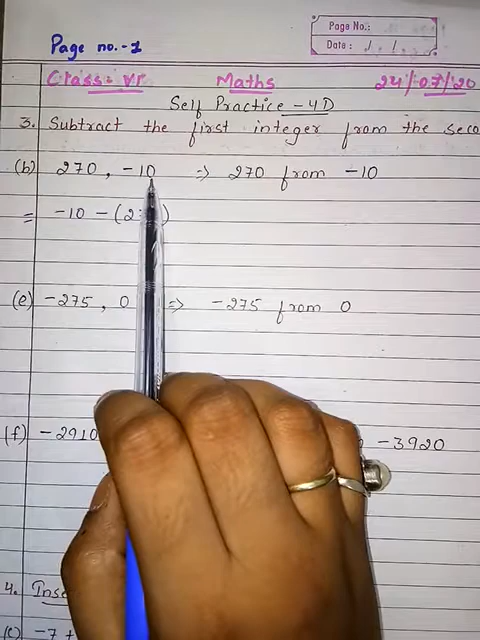 Page No.:
Page no.-1
Date: / /
Class- VI Maths 24/-07/20
Self Practice - 4D
3. Subtract the first integer from the
(b) 270, -10 ⇒ 270 from -10
= -10 - (2
(e) -275, 0 ⇒ -275 from 0
(f) -2910 -3920
4.
(c) -7 +